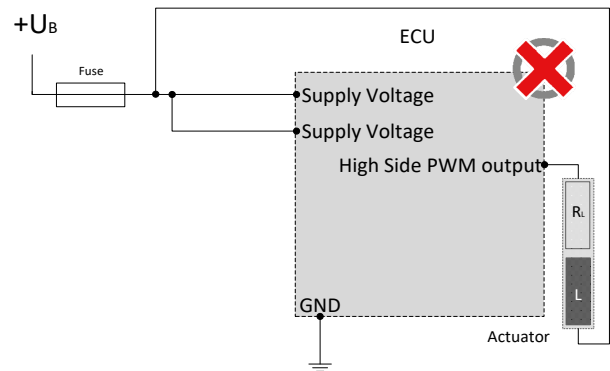 +UB
ECU
Fuse
Supply Voltage
Supply Voltage
High Side PWM output
RL
L
GND
Actuator